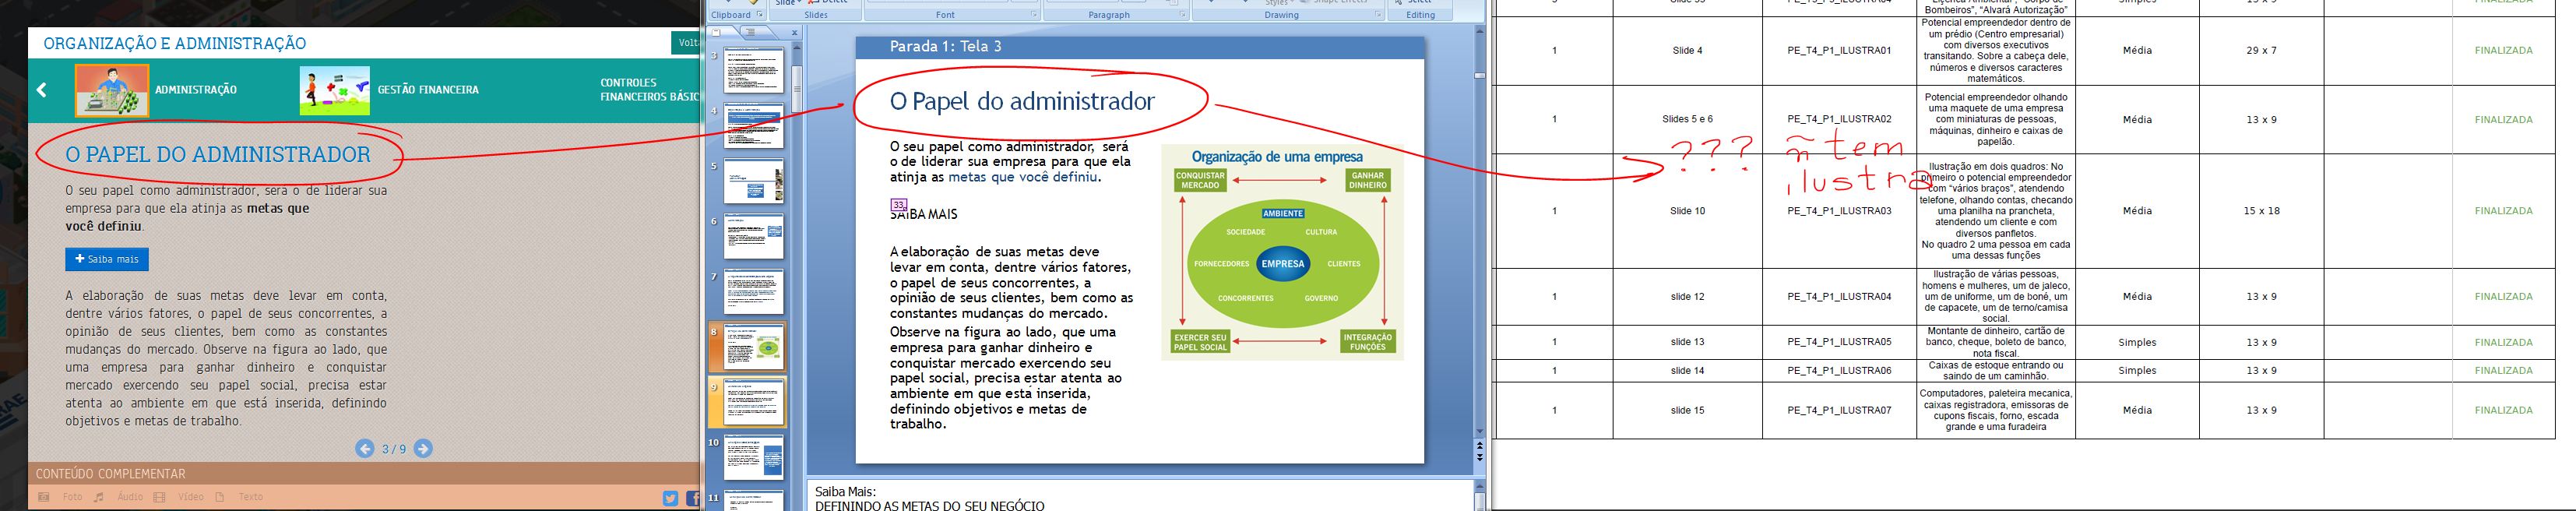 ORGANIZAÇÃO E ADMINISTRAÇÃO
Volt
ADMINISTRAÇÃO
GESTÃO FINANCEIRA
CONTROLES
FINANCEIROS BÁSIC
O PAPEL DO ADMINISTRADOR
O seu papel como administrador, será o de liderar sua
empresa para que ela atinja as metas que
você definiu.
+ Saiba mais
A elaboração de suas metas deve levar em conta,
dentre vários fatores, o papel de seus concorrentes, a
opinião de seus clientes, bem como as constantes
mudanças do mercado. Observe na figura ao lado, que
uma empresa para ganhar dinheiro e conquistar
mercado exercendo seu papel social, precisa estar
atenta ao ambiente em que está inserida, definindo
objetivos e metas de trabalho.
3 / 9
CONTEÚDO COMPLEMENTAR
Foto
Áudio
Vídeo
Texto
Slide
Delete
Styles
Shape Effects
Select
Clipboard
Slides
Font
Paragraph
Drawing
Editing
3
4
5
6
7
8
9
10
11
Parada 1: Tela 3
O Papel do administrador
O seu papel como administrador, será
o de liderar sua empresa para que ela
atinja as metas que você definiu.
33
SAIBA MAIS
A elaboração de suas metas deve
levar em conta, dentre vários fatores,
o papel de seus concorrentes, a
opinião de seus clientes, bem como as
constantes mudanças do mercado.
Observe na figura ao lado, que uma
empresa para ganhar dinheiro e
conquistar mercado exercendo seu
papel social, precisa estar atenta ao
ambiente em que está inserida,
definindo objetivos e metas de
trabalho.
Organização de uma empresa
CONQUISTAR
MERCADO
GANHAR
DINHEIRO
AMBIENTE
SOCIEDADE
CULTURA
FORNECEDORES
EMPRESA
CLIENTES
CONCORRENTES
GOVERNO
EXERCER SEU
PAPEL SOCIAL
INTEGRAÇÃO
FUNÇÕES
Saiba Mais:
DEFININDO AS METAS DO SEU NEGÓCIO
Bombeiros", "Alvará Autorização"
1
Slide 4
PE_T4_P1_ILUSTRA01
Potencial empreendedor dentro de
um prédio (Centro empresarial)
com diversos executivos
transitando. Sobre a cabeça dele,
números e diversos caracteres
matemáticos.
Média
29 x 7
FINALIZADA
1
Slides 5 e 6
PE_T4_P1_ILUSTRA02
Potencial empreendedor olhando
uma maquete de uma empresa
com miniaturas de pessoas,
máquinas, dinheiro e caixas de
papelão.
Média
13 x 9
FINALIZADA
??? ñ tem
ilustra
1
Slide 10
PE_T4_P1_ILUSTRA03
Ilustração em dois quadros: No
primeiro o potencial empreendedor
com "vários braços", atendendo
telefone, olhando contas, checando
uma planilha na prancheta,
atendendo um cliente e com
diversos panfletos.
No quadro 2 uma pessoa em cada
uma dessas funções
Média
15 x 18
FINALIZADA
1
slide 12
PE_T4_P1_ILUSTRA04
Ilustração de várias pessoas,
homens e mulheres, um de jaleco,
um de uniforme, um de boné, um
de capacete, um de terno/camisa
social.
Média
13 x 9
FINALIZADA
1
slide 13
PE_T4_P1_ILUSTRA05
Montante de dinheiro, cartão de
banco, cheque, boleto de banco,
nota fiscal.
Simples
13 x 9
FINALIZADA
1
slide 14
PE_T4_P1_ILUSTRA06
Caixas de estoque entrando ou
saindo de um caminhão.
Simples
13 x 9
FINALIZADA
1
slide 15
PE_T4_P1_ILUSTRA07
Computadores, paleteira mecanica,
caixas registradora, emissoras de
cupons fiscais, forno, escada
grande e uma furadeira
Média
13 x 9
FINALIZADA